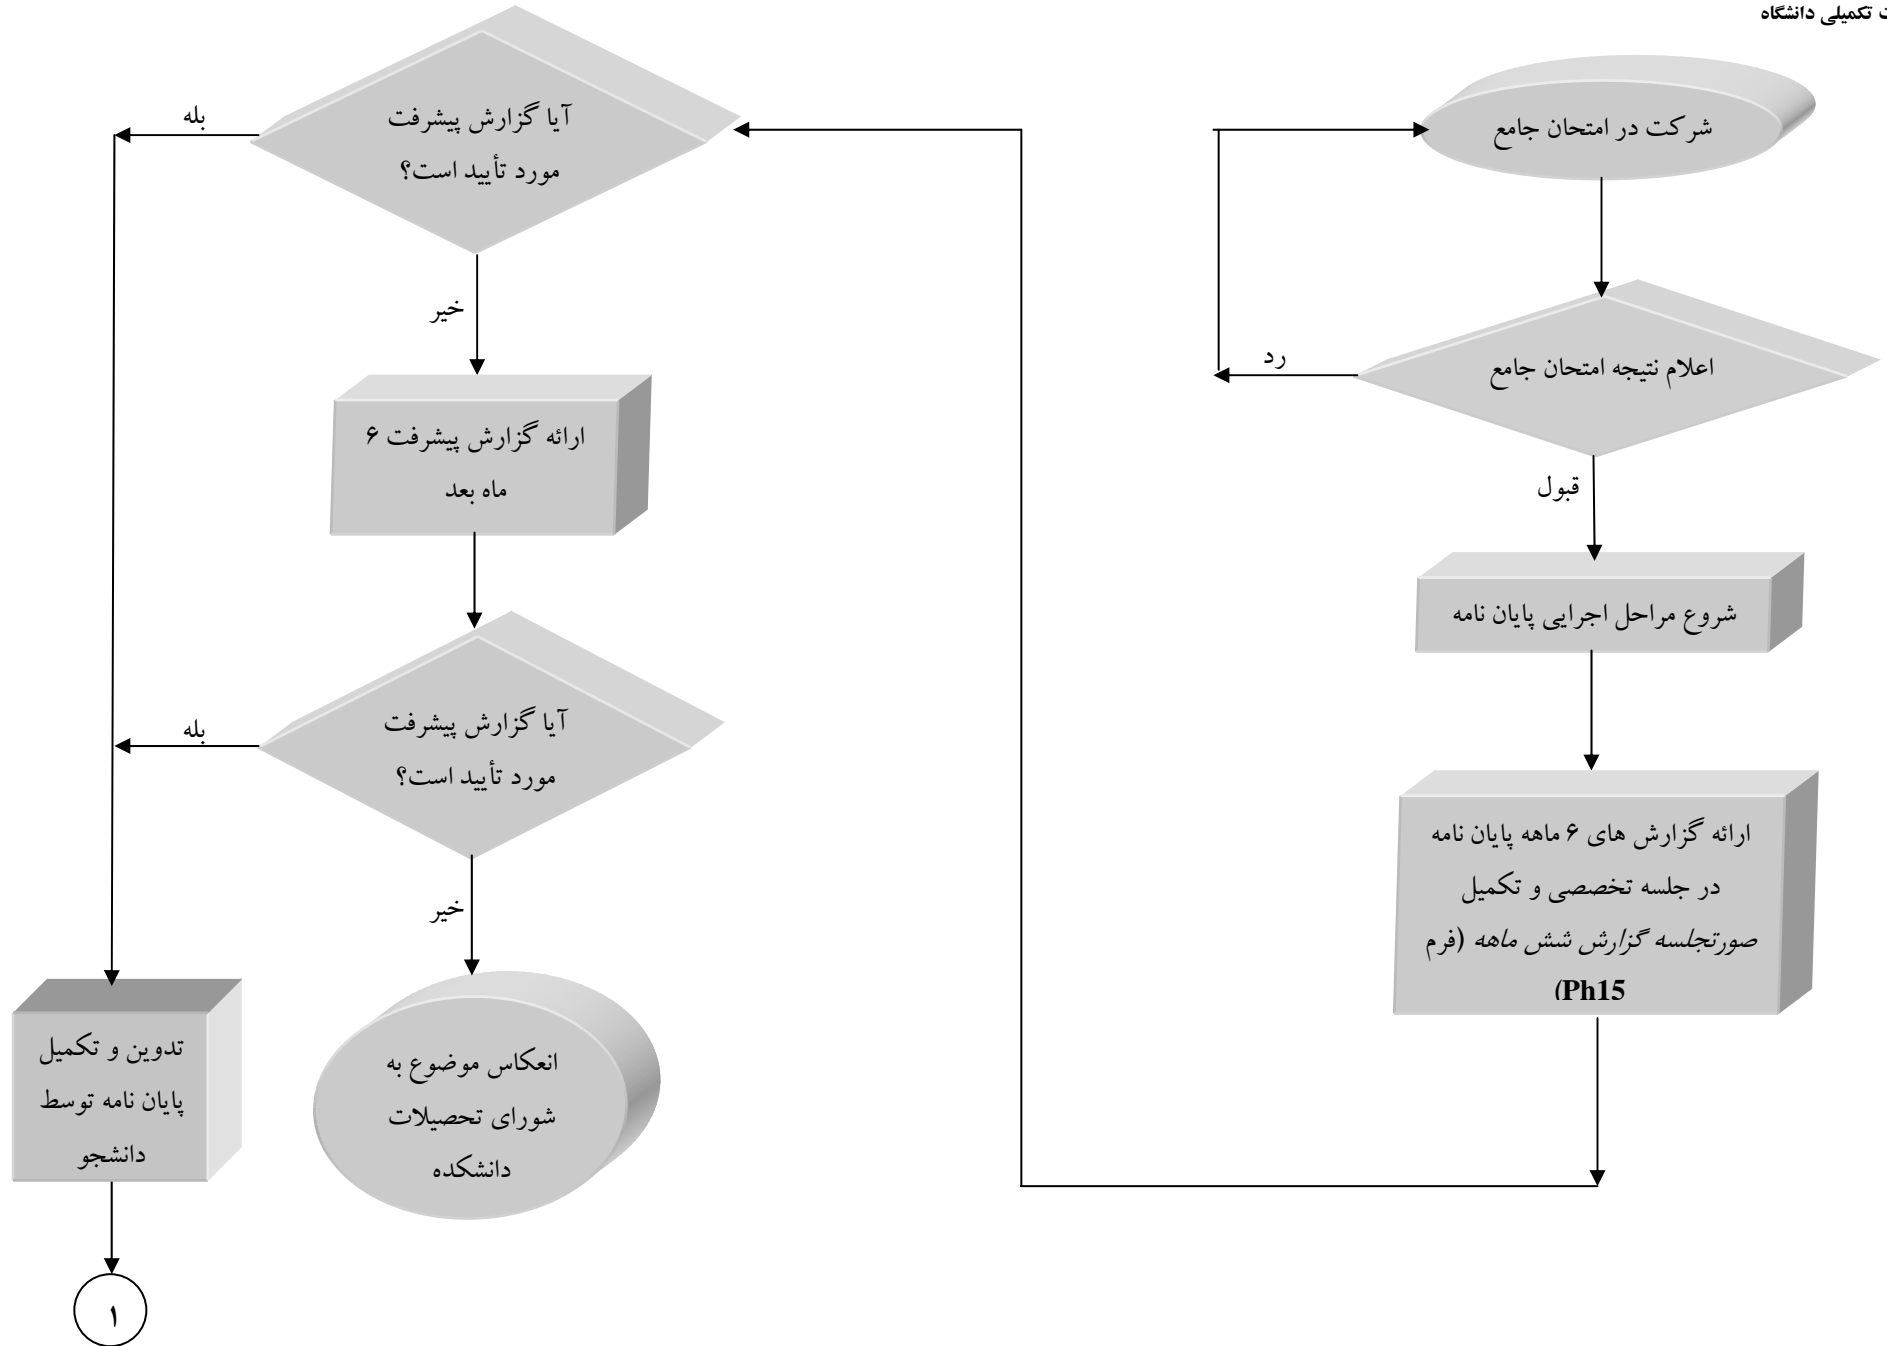 ت تکمیلی دانشگاه
شرکت در امتحان جامع
اعلام نتیجه امتحان جامع
رد
قبول
شروع مراحل اجرایی پایان نامه
ارائه گزارش های ۶ ماهه پایان نامه
در جلسه تخصصی و تکمیل
صورتجلسه گزارش شش ماهه (فرم
Ph15)
آیا گزارش پیشرفت
مورد تأیید است؟
بله
خیر
ارائه گزارش پیشرفت ۶
ماه بعد
آیا گزارش پیشرفت
مورد تأیید است؟
بله
خیر
انعکاس موضوع به
شورای تحصیلات
دانشکده
تدوین و تکمیل
پایان نامه توسط
دانشجو
۱